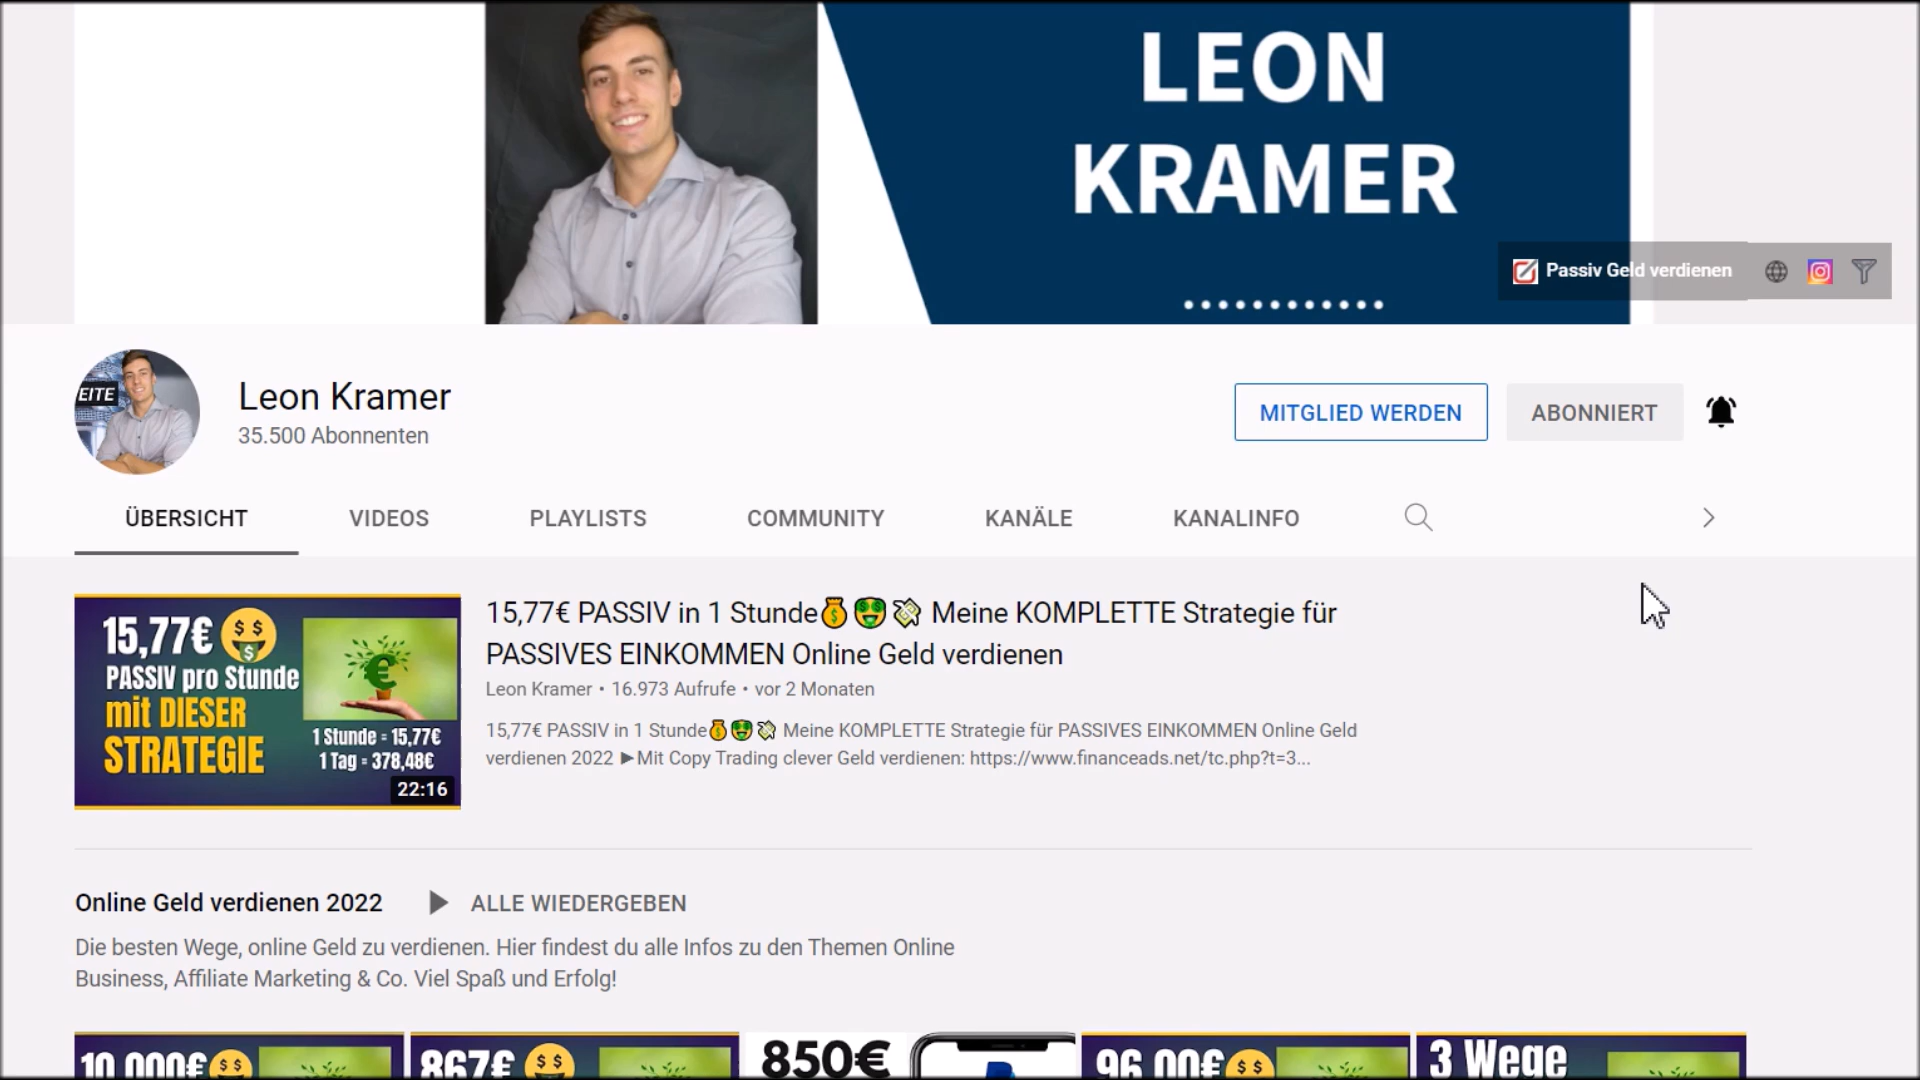 LEON
KRAMER
Passiv Geld verdienen
EITE
Leon Kramer
35.500 Abonnenten
MITGLIED WERDEN
ABONNIERT
ÜBERSICHT
VIDEOS
PLAYLISTS
COMMUNITY
KANÄLE
KANALINFO
15,77€
PASSIV pro Stunde
mit DIESER
STRATEGIE
1 Stunde = 15,77€
1 Tag = 378,48€
22:16
15,77€ PASSIV in 1 Stunde💰🤑💸 Meine KOMPLETTE Strategie für
PASSIVES EINKOMMEN Online Geld verdienen
Leon Kramer • 16.973 Aufrufe • vor 2 Monaten
15,77€ PASSIV in 1 Stunde💰🤑💸 Meine KOMPLETTE Strategie für PASSIVES EINKOMMEN Online Geld
verdienen 2022 ►Mit Copy Trading clever Geld verdienen: https://www.financeads.net/tc.php?t=3...
Online Geld verdienen 2022
ALLE WIEDERGEBEN
Die besten Wege, online Geld zu verdienen. Hier findest du alle Infos zu den Themen Online
Business, Affiliate Marketing & Co. Viel Spaß und Erfolg!
10.000€
867€
850€
96,00€
3 Wege